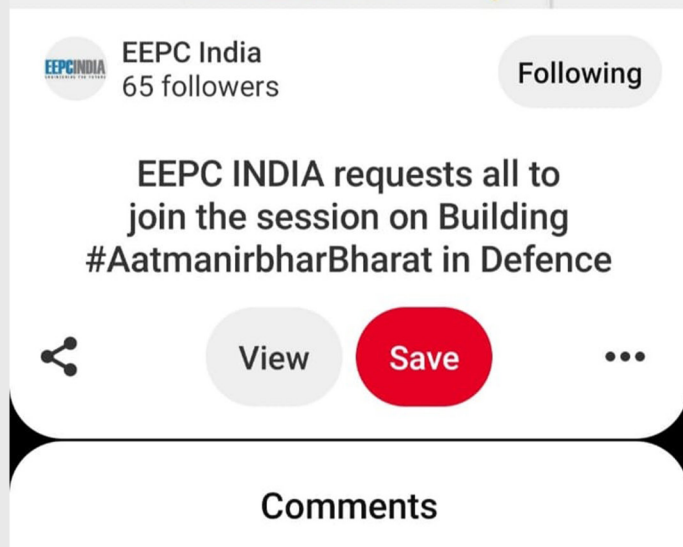 EEPCINDIA
EEPC India
65 followers
Following
EEPC INDIA requests all to
join the session on Building
#AatmanirbharBharat in Defence
View
Save
Comments